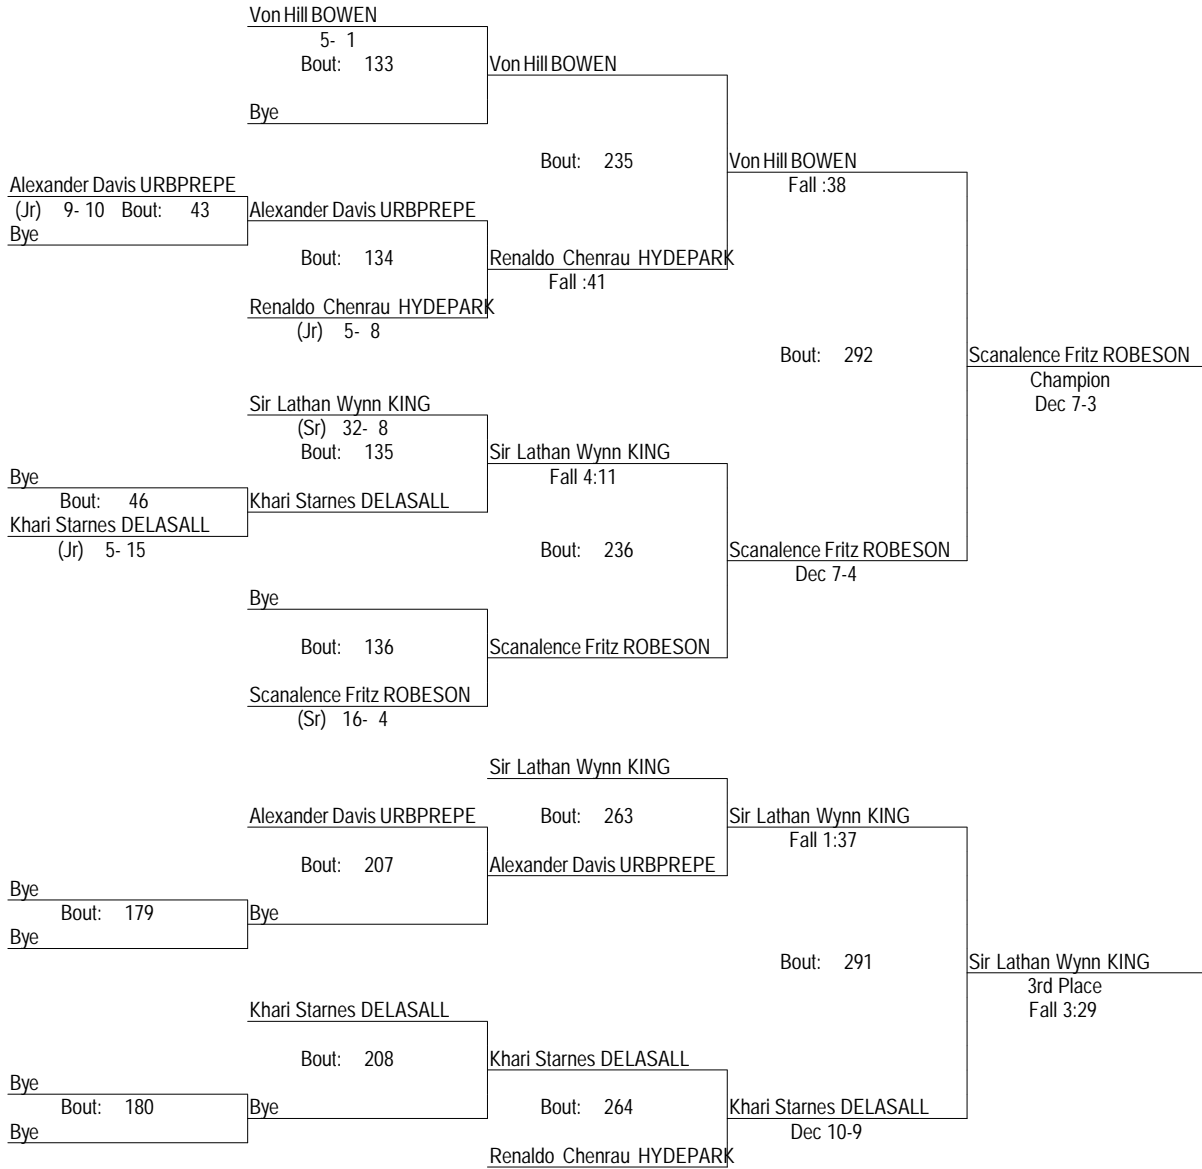 Von Hill BOWEN
5- 1
Bout: 133 Von Hill BOWEN
Bye
Bout: 235 Von Hill BOWEN
Alexander Davis URBPREPE Fall :38
(Jr) 9- 10 Bout: 43 Alexander Davis URBPREPE
Bye
Bout: 134 Renaldo Chenrau HYDEPARK
Fall :41
Renaldo Chenrau HYDEPARK
(Jr) 5- 8
Bout: 292 Scanalence Fritz ROBESON
Champion
Sir Lathan Wynn KING Dec 7-3
(Sr) 32- 8
Bout: 135 Sir Lathan Wynn KING
Bye Fall 4:11
Bout: 46 Khari Starnes DELASALL
Khari Starnes DELASALL
(Jr) 5- 15 Bout: 236 Scanalence Fritz ROBESON
Dec 7-4
Bye
Bout: 136 Scanalence Fritz ROBESON
Scanalence Fritz ROBESON
(Sr) 16- 4
Sir Lathan Wynn KING
Alexander Davis URBPREPE Bout: 263 Sir Lathan Wynn KING
Fall 1:37
Bout: 207 Alexander Davis URBPREPE
Bye
Bout: 179 Bye
Bye
Bout: 291 Sir Lathan Wynn KING
3rd Place
Khari Starnes DELASALL Fall 3:29
Bout: 208 Khari Starnes DELASALL
Bye
Bout: 180 Bye Bout: 264 Khari Starnes DELASALL
Bye Dec 10-9
Renaldo Chenrau HYDEPARK